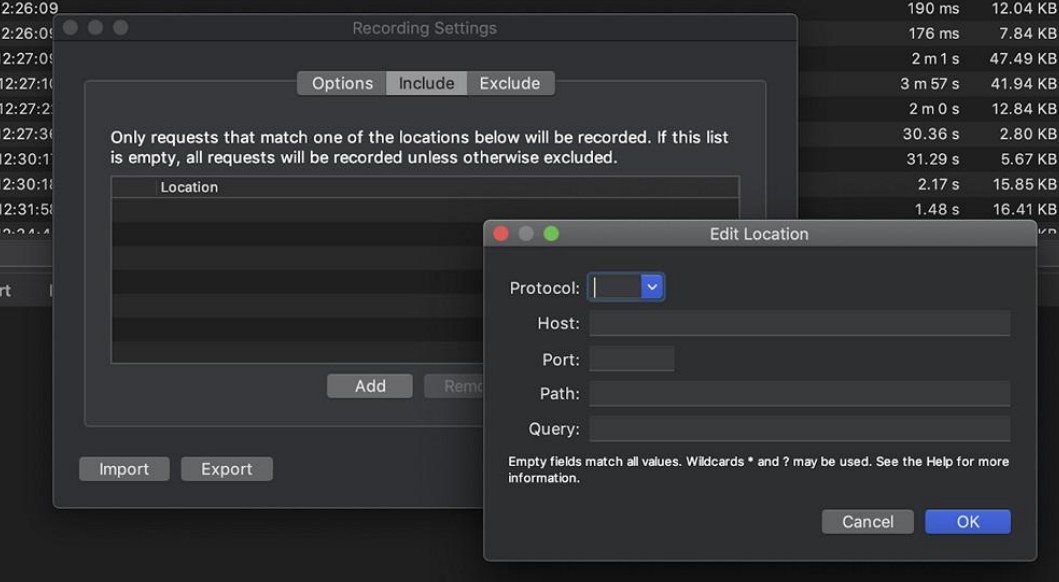 2:26:09 190 ms 12.04 KB
2:26:09 Recording Settings 176 ms 7.84 KB
2:27:09 2 m 1 s 47.49 KB
12:27:10 Options Include Exclude 3 m 57 s 41.94 KB
12:27:2 2 m 0 s 12.84 KB
2:27:36 Only requests that match one of the locations below will be recorded. If this list 30.36 s 2.80 KB
12:30:1 is empty, all requests will be recorded unless otherwise excluded. 31.29 s 5.67 KB
2:30:18 Location 2.17 s 15.85 KB
12:31:58 1.48 s 16.41 KB
Edit Location
rt
Protocol:
Host:
Port:
Add Remo
Path:
Query:
Import Export
Empty fields match all values. Wildcards * and ? may be used. See the Help for more
information.
Cancel OK